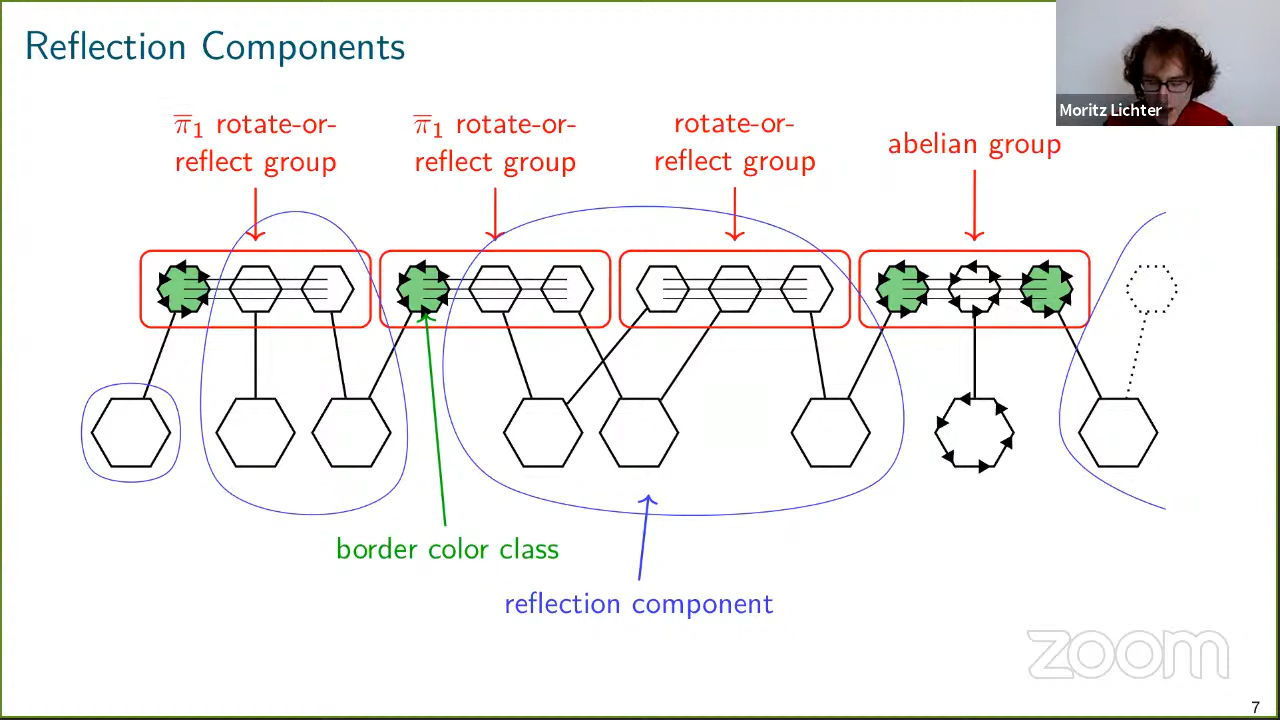 Reflection Components
Moritz Lichter
π̅₁ rotate-or-
reflect group
π̅₁ rotate-or-
reflect group
rotate-or-
reflect group
abelian group
border color class
reflection component
zoom
7